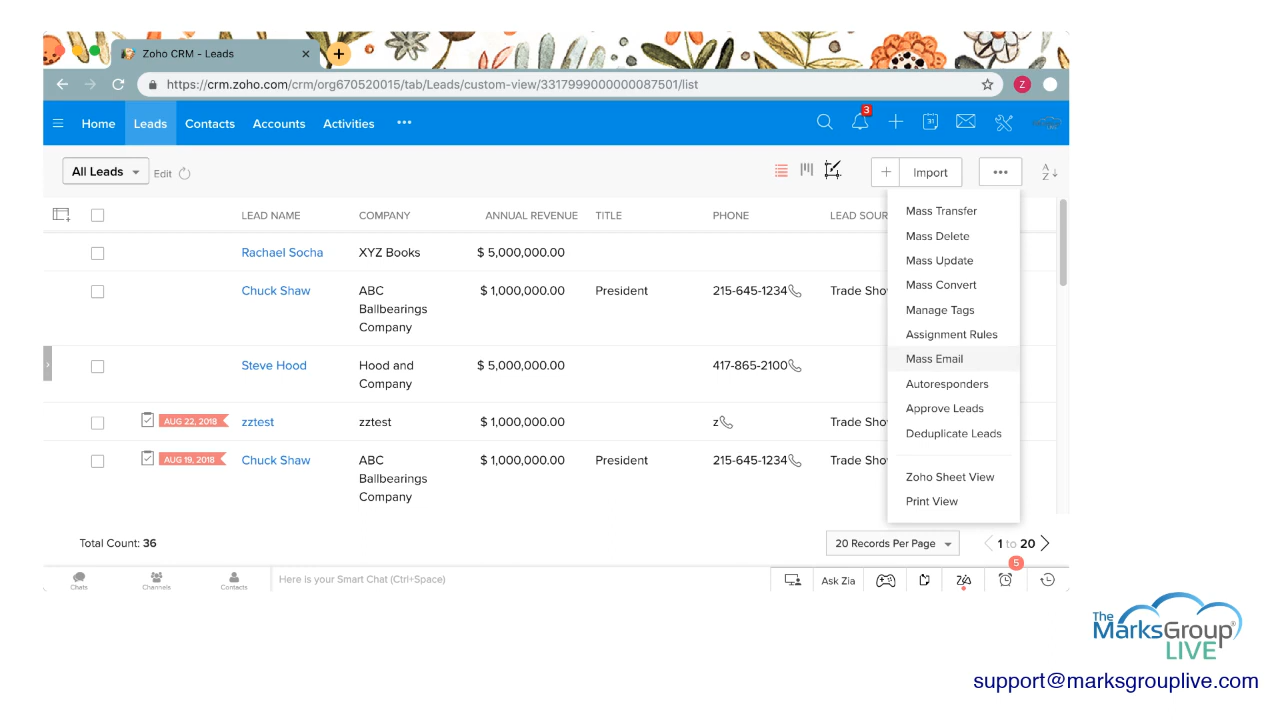 Zoho CRM - Leads
https://crm.zoho.com/crm/org670520015/tab/Leads/custom-view/3317999000000087501/list
Z
Home Leads Contacts Accounts Activities ••• 3 31
All Leads Edit Import ••• A Z
LEAD NAME COMPANY ANNUAL REVENUE TITLE PHONE LEAD SOUR
Rachael Socha XYZ Books $ 5,000,000.00
Chuck Shaw ABC Ballbearings Company $ 1,000,000.00 President 215-645-1234 Trade Sho
Steve Hood Hood and Company $ 5,000,000.00 417-865-2100
AUG 22, 2018 zztest zztest $ 1,000,000.00 z Trade Sho
AUG 19, 2018 Chuck Shaw ABC Ballbearings Company $ 1,000,000.00 President 215-645-1234 Trade Sho
Mass Transfer
Mass Delete
Mass Update
Mass Convert
Manage Tags
Assignment Rules
Mass Email
Autoresponders
Approve Leads
Deduplicate Leads
Zoho Sheet View
Print View
Total Count: 36 20 Records Per Page 1 to 20
Chats Channels Contacts Here is your Smart Chat (Ctrl+Space) Ask Zia 5
The
MarksGroup®
LIVE
support@marksgrouplive.com